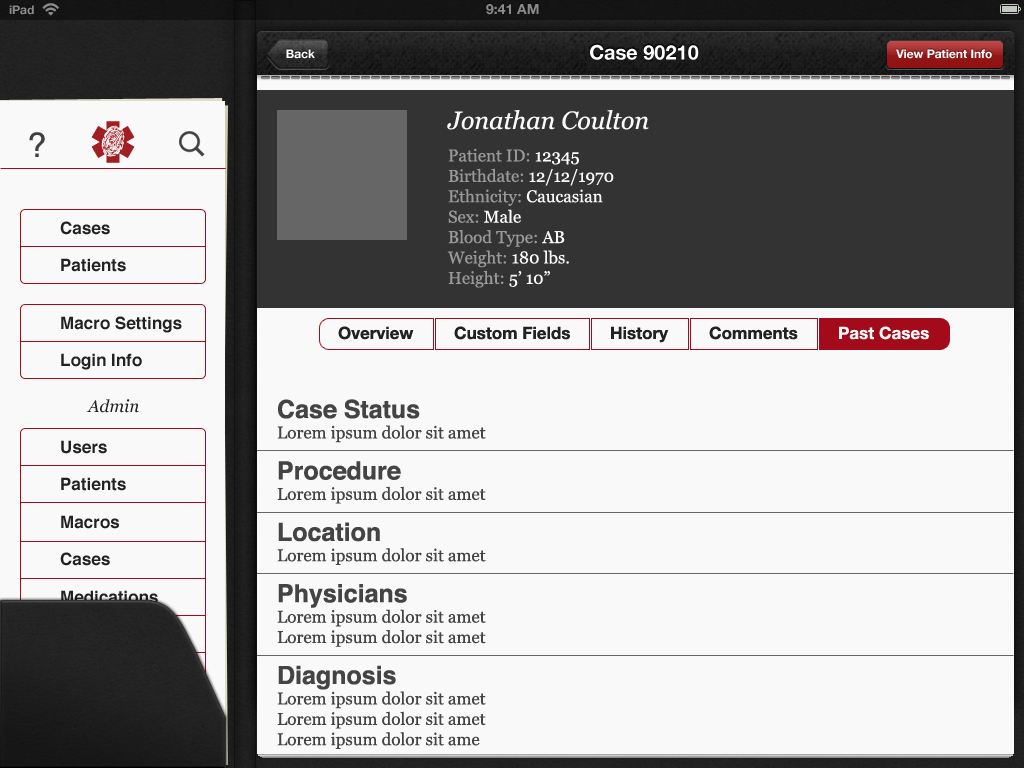 iPad
9:41 AM
Back
Case 90210
View Patient Info
?
Cases
Patients
Macro Settings
Login Info
Admin
Users
Patients
Macros
Cases
Medications
Jonathan Coulton
Patient ID: 12345
Birthdate: 12/12/1970
Ethnicity: Caucasian
Sex: Male
Blood Type: AB
Weight: 180 lbs.
Height: 5’ 10”
Overview
Custom Fields
History
Comments
Past Cases
Case Status
Lorem ipsum dolor sit amet
Procedure
Lorem ipsum dolor sit amet
Location
Lorem ipsum dolor sit amet
Physicians
Lorem ipsum dolor sit amet
Lorem ipsum dolor sit amet
Diagnosis
Lorem ipsum dolor sit amet
Lorem ipsum dolor sit amet
Lorem ipsum dolor sit ame